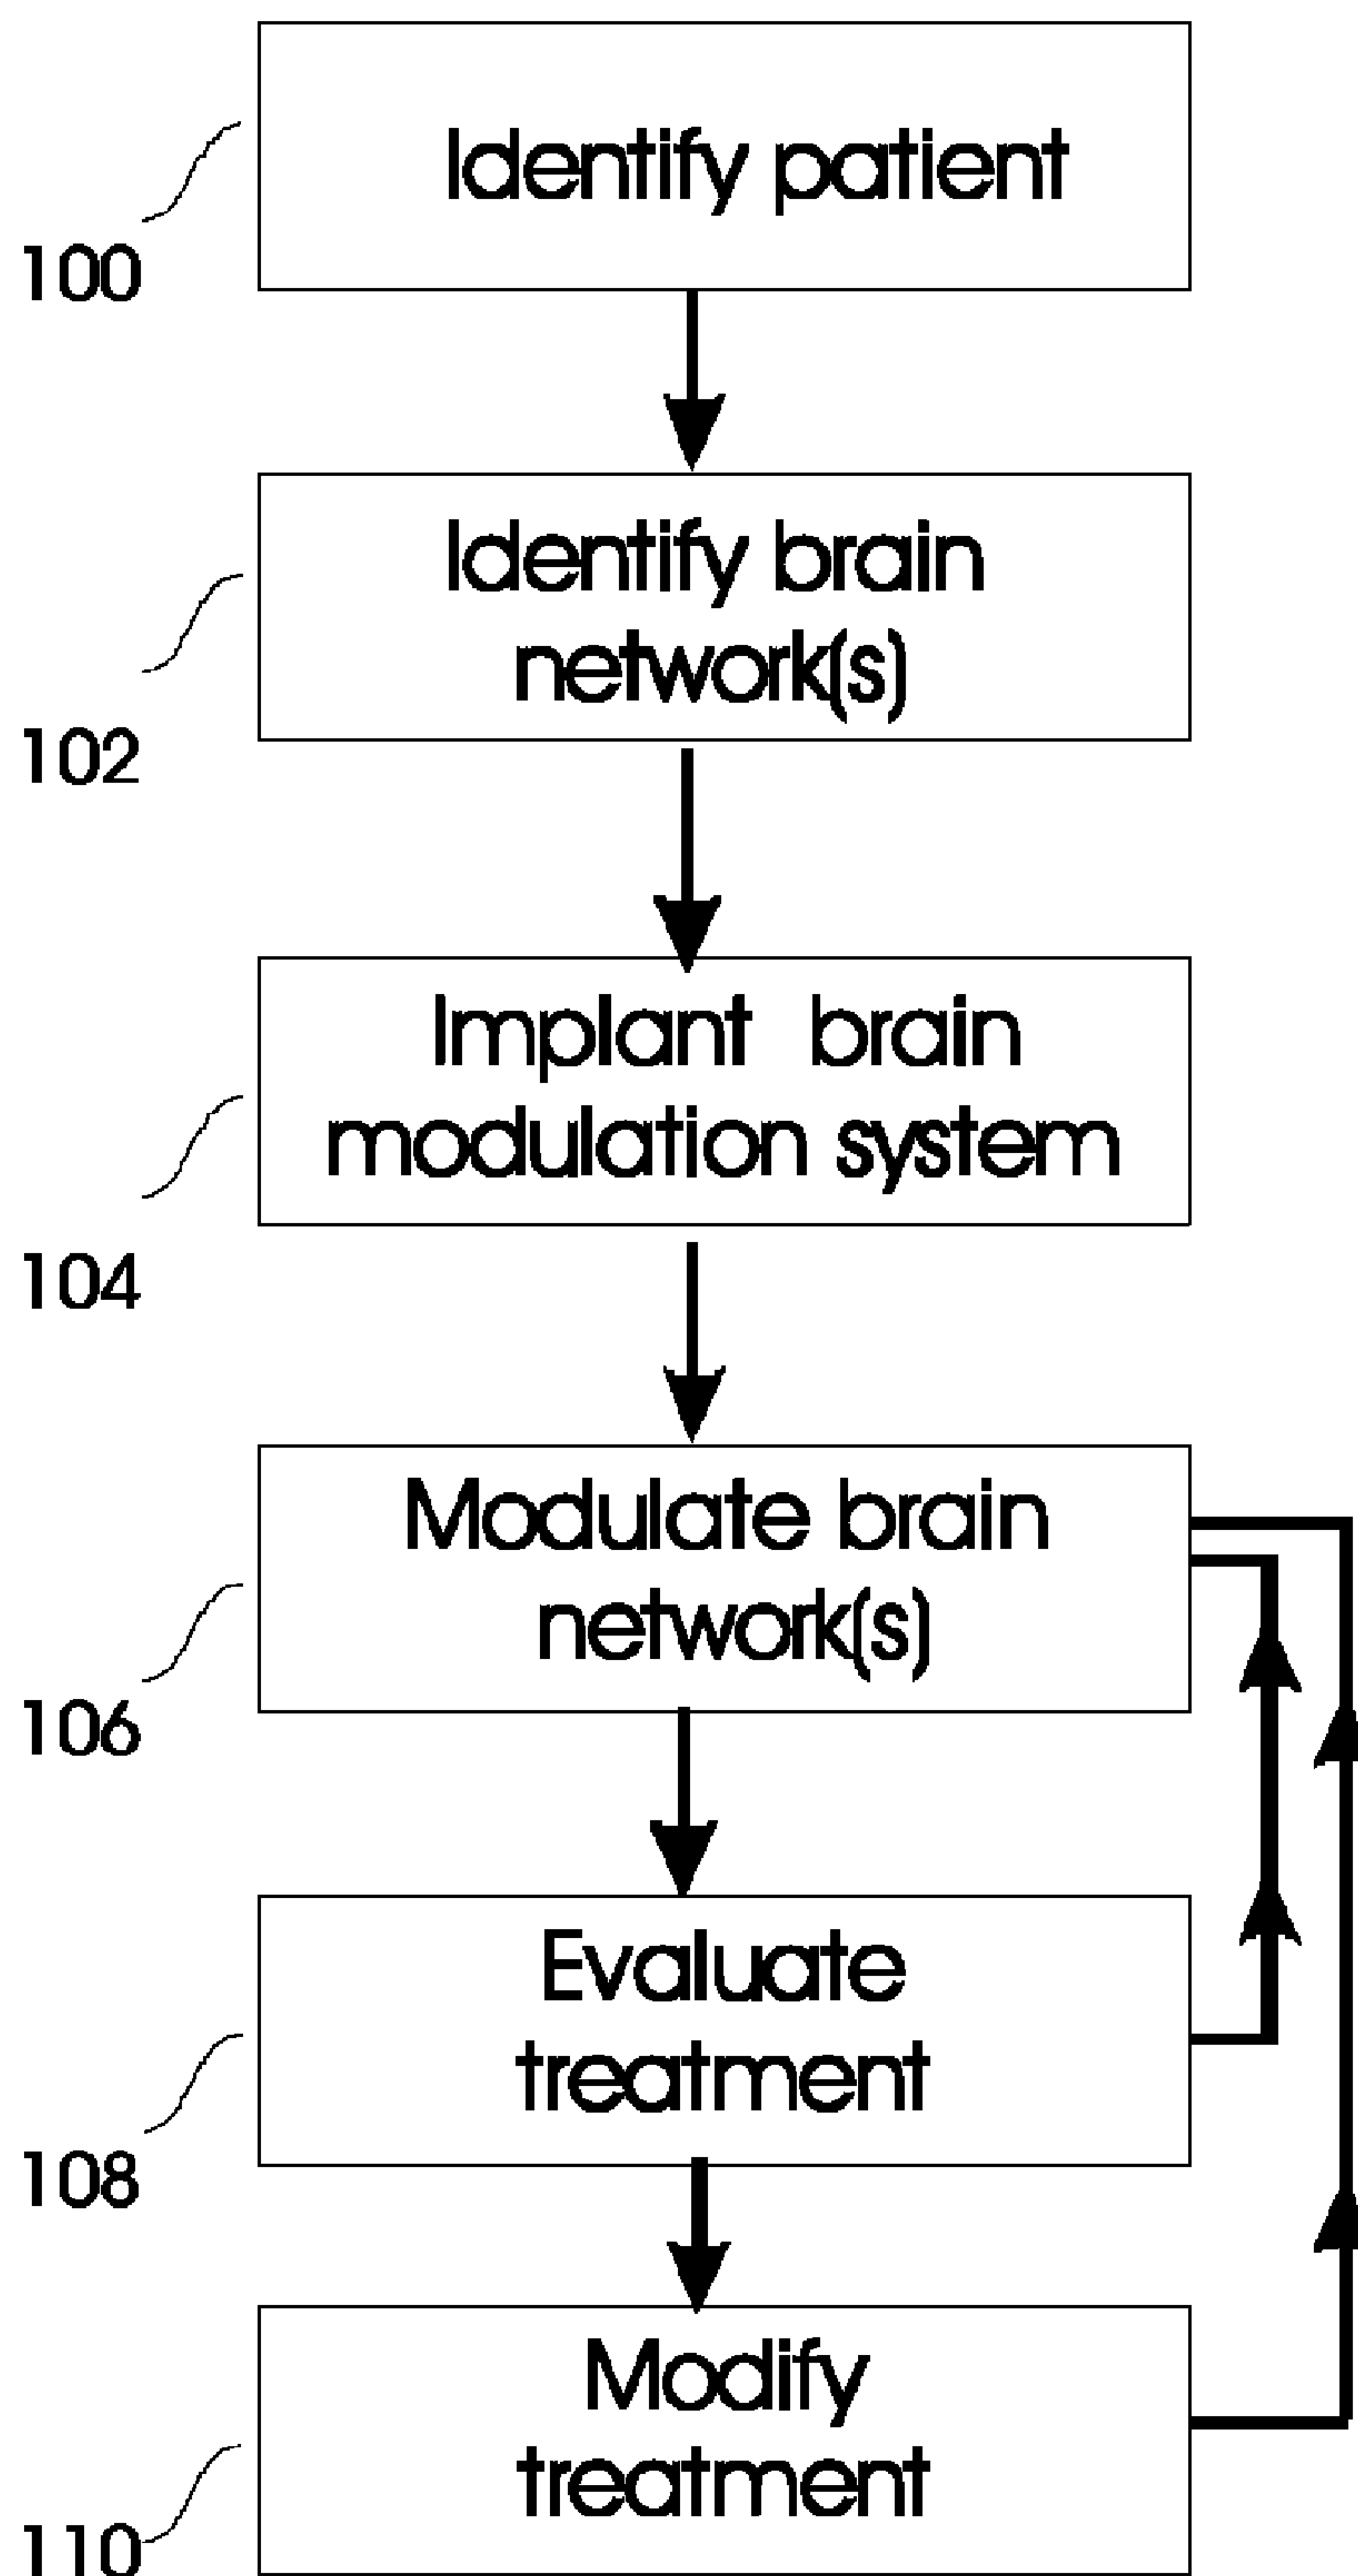 Identify patient
100
Identify brain
network(s)
102
Implant brain
modulation system
104
Modulate brain
network(s)
106
Evaluate
treatment
108
Modify
treatment
110